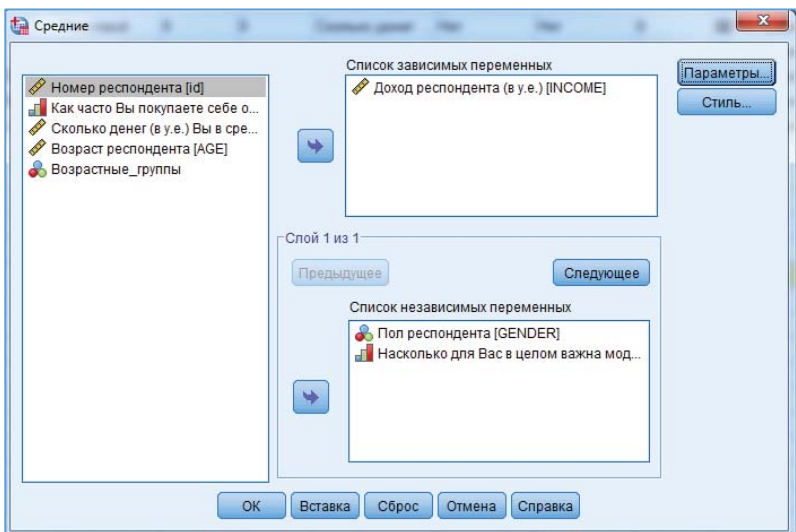 Средние
Номер респондента [id]
Как часто Вы покупаете себе о...
Сколько денег (в у.е.) Вы в сре...
Возраст респондента [AGE]
Возрастные_группы
Список зависимых переменных
Доход респондента (в у.е.) [INCOME]
Параметры...
Стиль...
Слой 1 из 1
Предыдущее
Следующее
Список независимых переменных
Пол респондента [GENDER]
Насколько для Вас в целом важна мод...
OK
Вставка
Сброс
Отмена
Справка